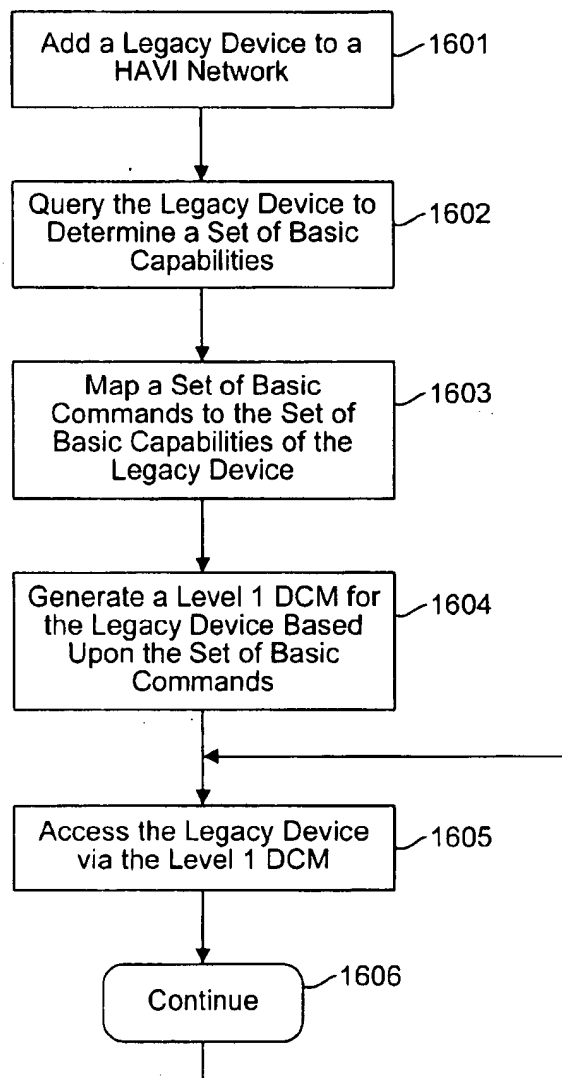 Add a Legacy Device to a
HAVI Network
1601
Query the Legacy Device to
Determine a Set of Basic
Capabilities
1602
Map a Set of Basic
Commands to the Set of
Basic Capabilities of the
Legacy Device
1603
Generate a Level 1 DCM for
the Legacy Device Based
Upon the Set of Basic
Commands
1604
Access the Legacy Device
via the Level 1 DCM
1605
Continue
1606